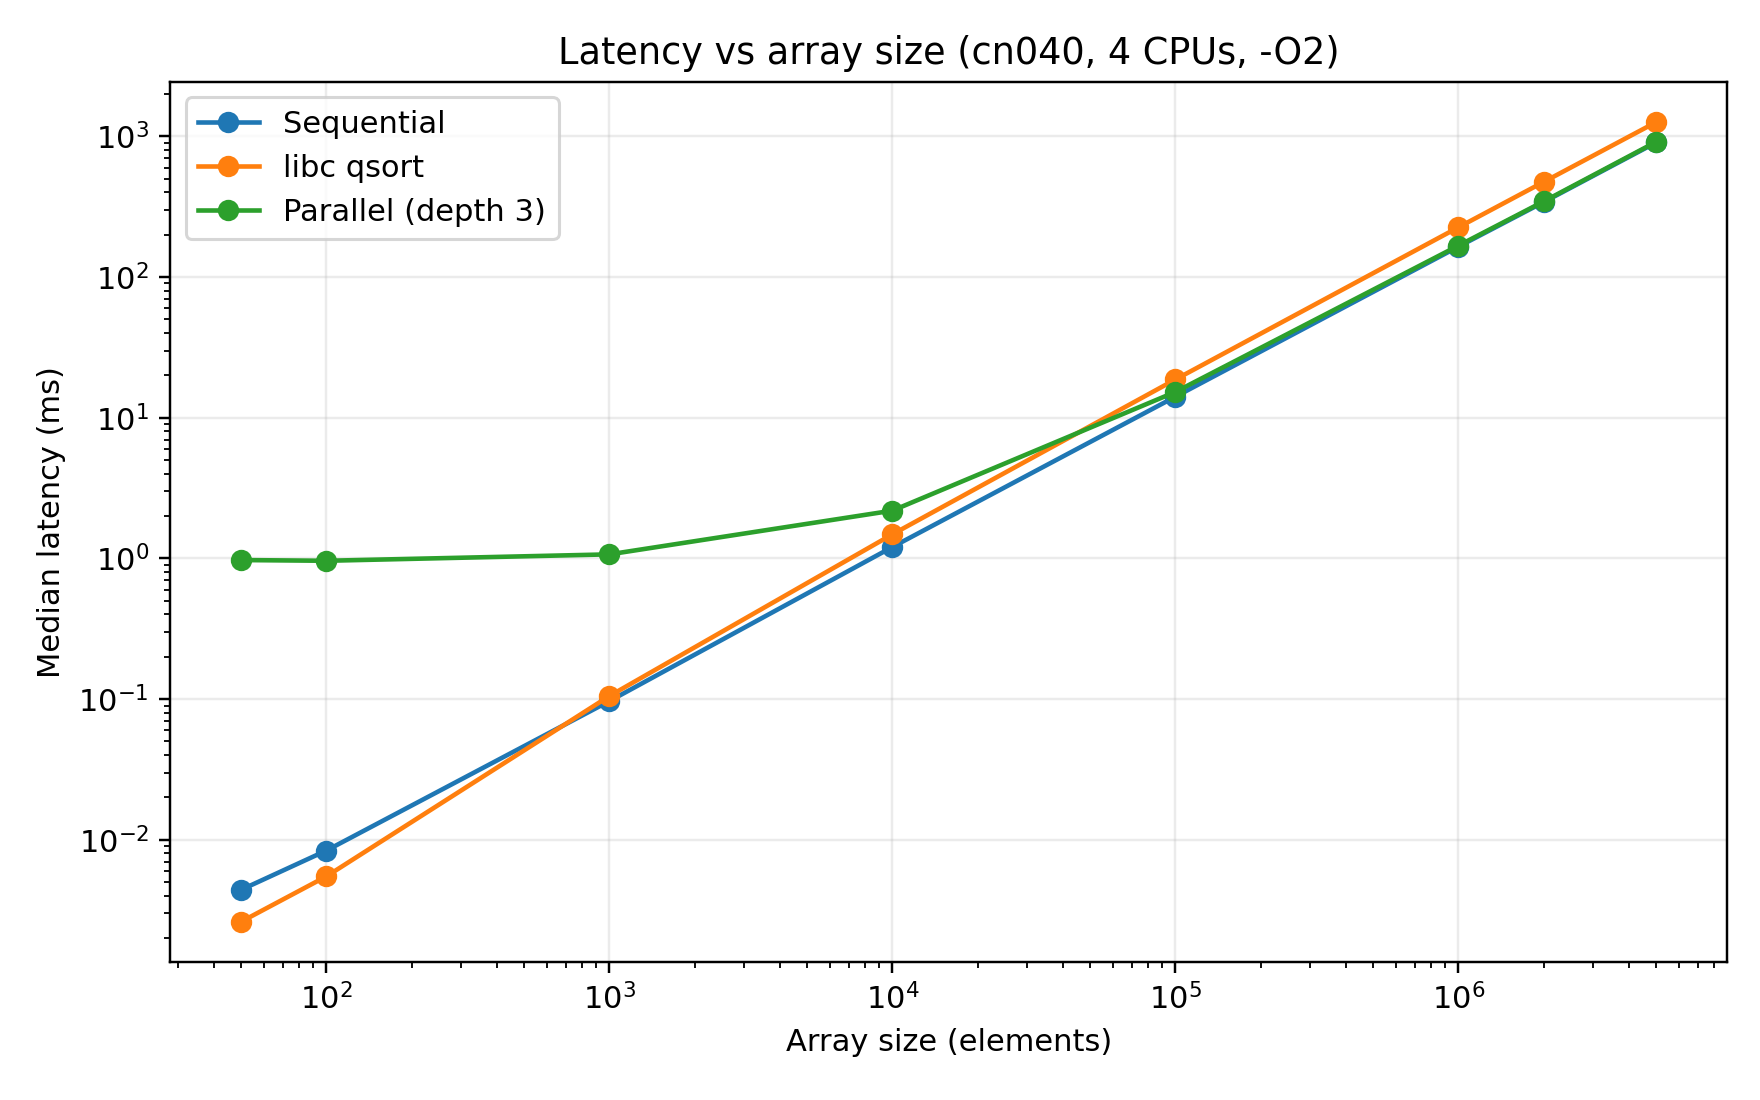 Latency vs array size (cn040, 4 CPUs, -O2)
Sequential
libc qsort
Parallel (depth 3)
Median latency (ms)
10³
10²
10¹
10⁰
10⁻¹
10⁻²
10² 10³ 10⁴ 10⁵ 10⁶
Array size (elements)